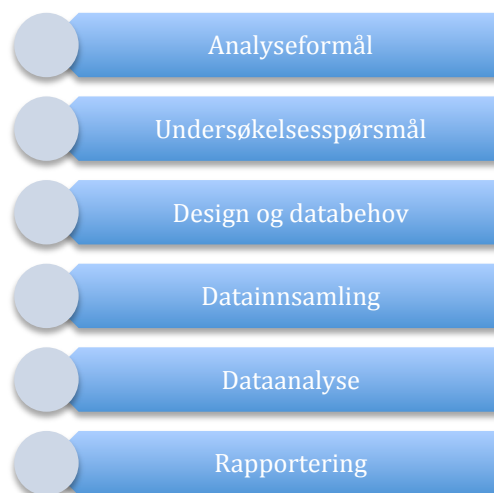 Analyseformål
Undersøkelsesspørsmål
Design og databehov
Datainnsamling
Dataanalyse
Rapportering